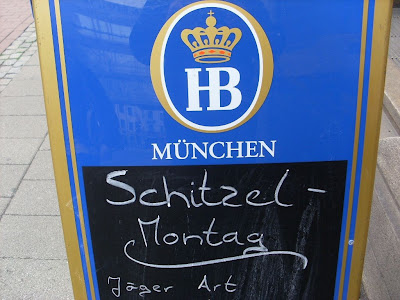 HB
MÜNCHEN
Schitzel-
Montag
Jäger Art